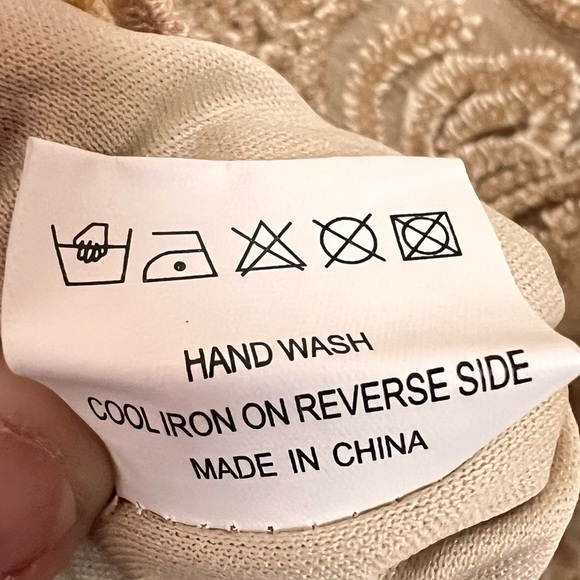 HAND WASH
COOL IRON ON REVERSE SIDE
MADE IN CHINA